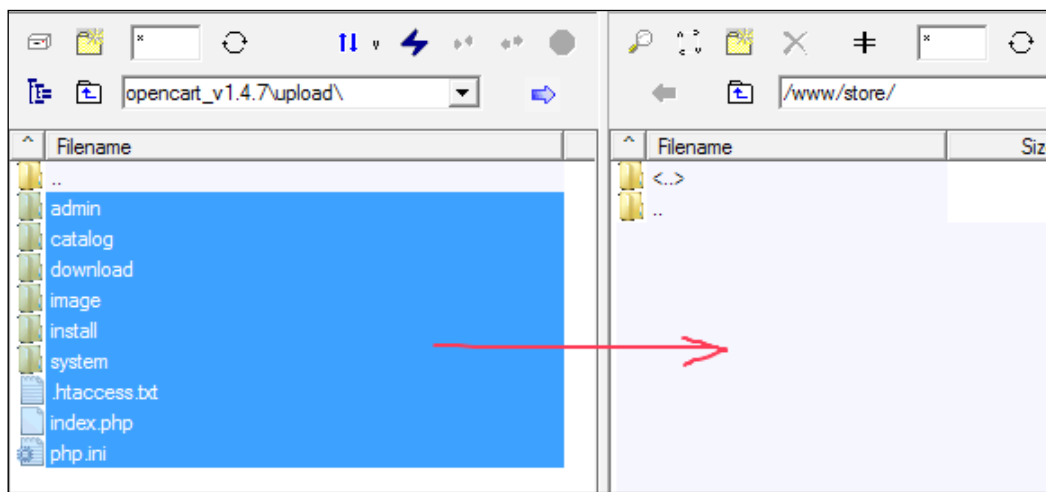 *
*
opencart_v1.4.7\upload\
/www/store/
^ Filename
^ Filename Siz
..
<..>
admin
..
catalog
download
image
install
system
.htaccess.txt
index.php
php.ini